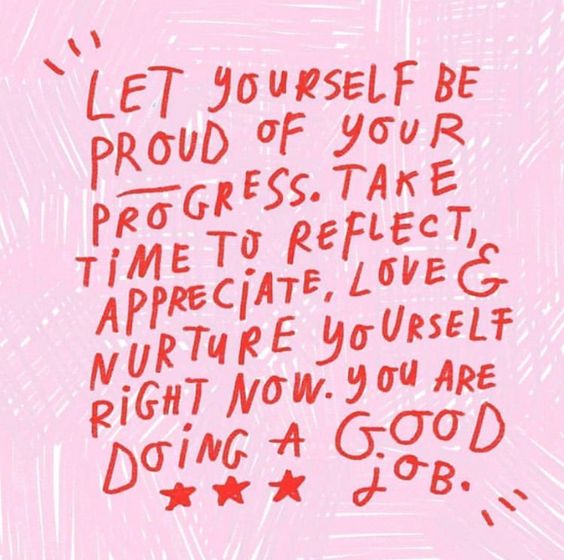 LET YOURSELF BE
PROUD OF YOUR
PROGRESS. TAKE
TIME TO REFLECT,
APPRECIATE, LOVE &
NURTURE YOURSELF
RIGHT NOW. YOU ARE
DOING A GOOD
JOB.